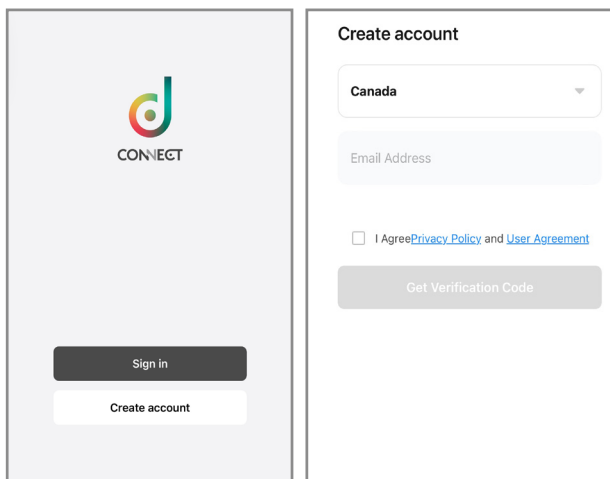 CONNECT
Sign in
Create account
Create account
Canada
Email Address
I AgreePrivacy Policy and User Agreement
Get Verification Code